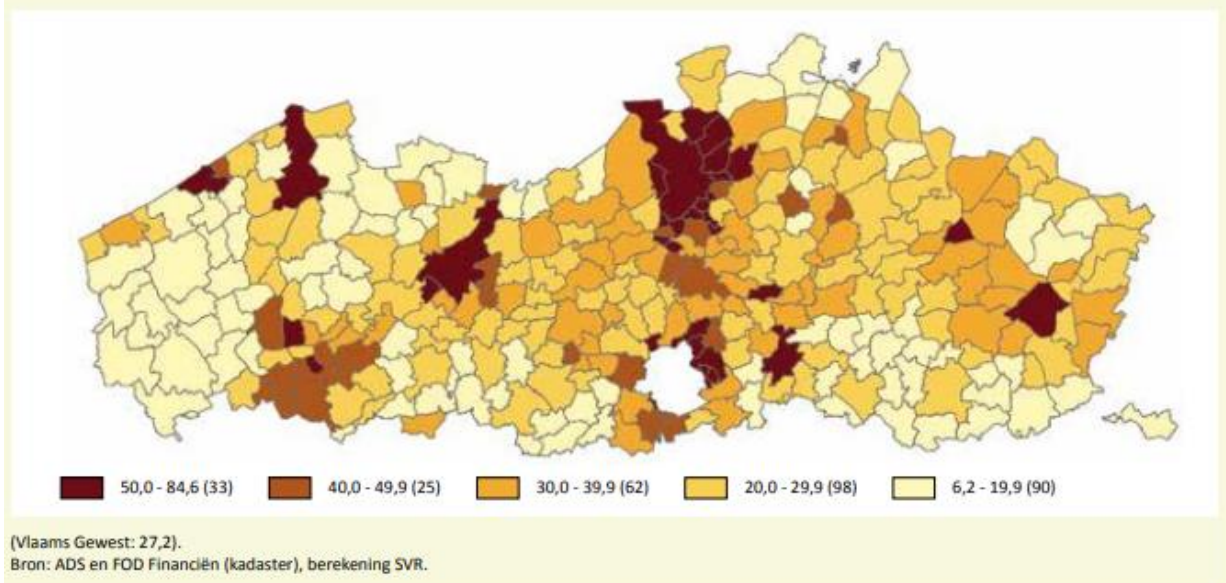 50,0 - 84,6 (33) 40,0 - 49,9 (25) 30,0 - 39,9 (62) 20,0 - 29,9 (98) 6,2 - 19,9 (90)
(Vlaams Gewest: 27,2).
Bron: ADS en FOD Financiën (kadaster), berekening SVR.